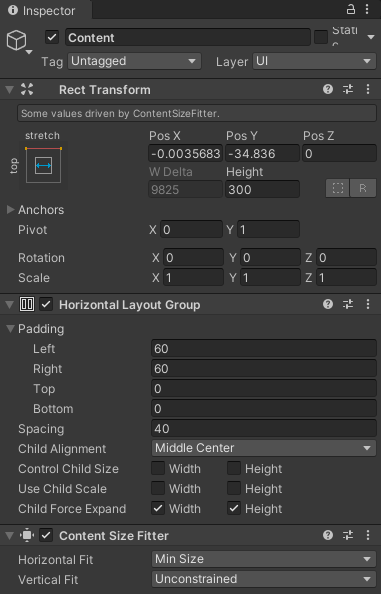 Inspector
Content
Static
Tag Untagged Layer UI
Rect Transform
Some values driven by ContentSizeFitter.
stretch
top
Pos X Pos Y Pos Z
-0.0035683 -34.836 0
W Delta Height
9825 300
R
Anchors
Pivot X 0 Y 1
Rotation X 0 Y 0 Z 0
Scale X 1 Y 1 Z 1
Horizontal Layout Group
Padding
Left 60
Right 60
Top 0
Bottom 0
Spacing 40
Child Alignment Middle Center
Control Child Size Width Height
Use Child Scale Width Height
Child Force Expand Width Height
Content Size Fitter
Horizontal Fit Min Size
Vertical Fit Unconstrained